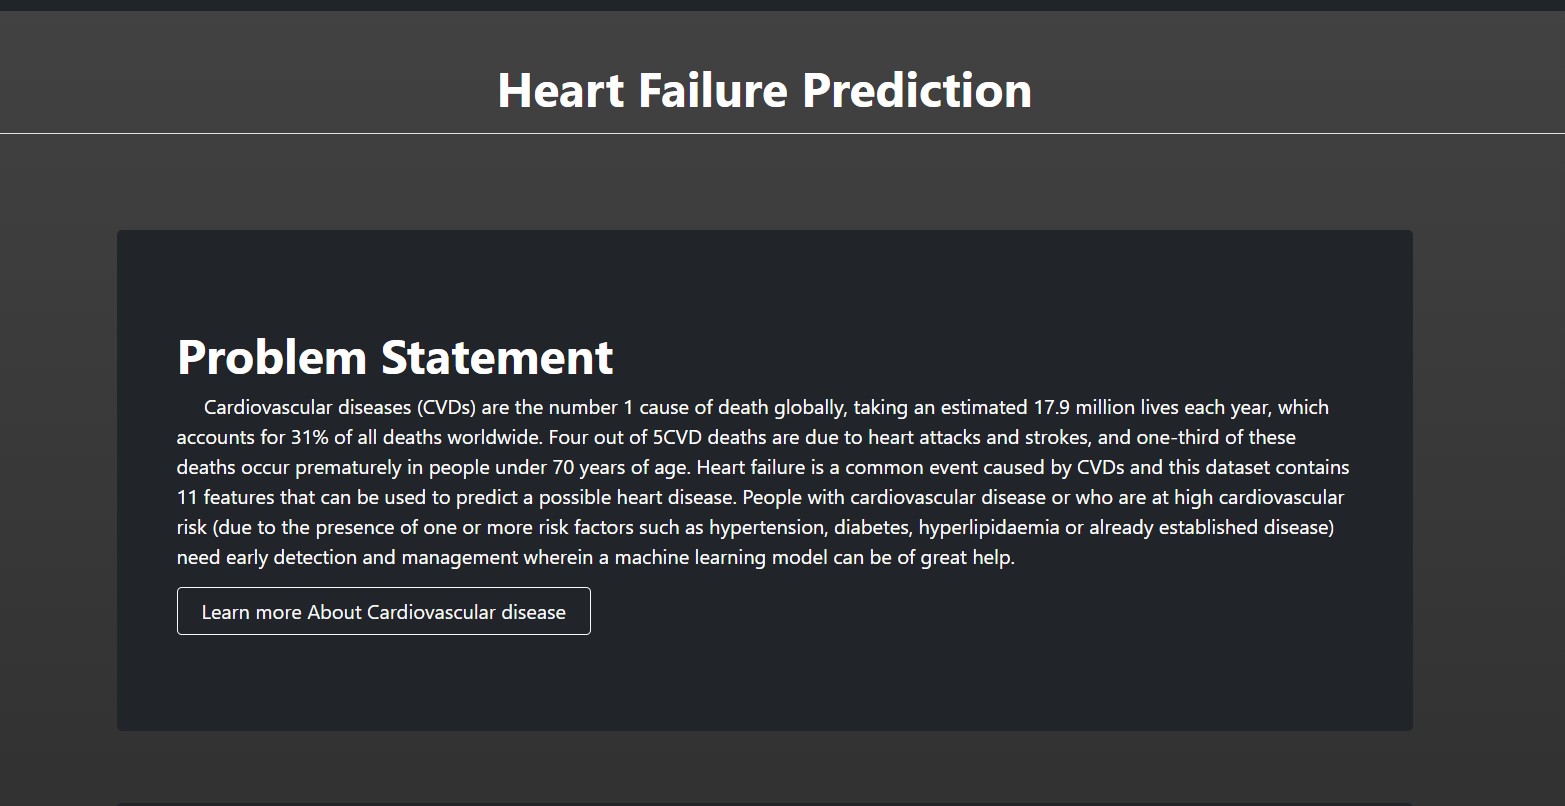 Heart Failure Prediction
Problem Statement
Cardiovascular diseases (CVDs) are the number 1 cause of death globally, taking an estimated 17.9 million lives each year, which
accounts for 31% of all deaths worldwide. Four out of 5CVD deaths are due to heart attacks and strokes, and one-third of these
deaths occur prematurely in people under 70 years of age. Heart failure is a common event caused by CVDs and this dataset contains
11 features that can be used to predict a possible heart disease. People with cardiovascular disease or who are at high cardiovascular
risk (due to the presence of one or more risk factors such as hypertension, diabetes, hyperlipidaemia or already established disease)
need early detection and management wherein a machine learning model can be of great help.
Learn more About Cardiovascular disease